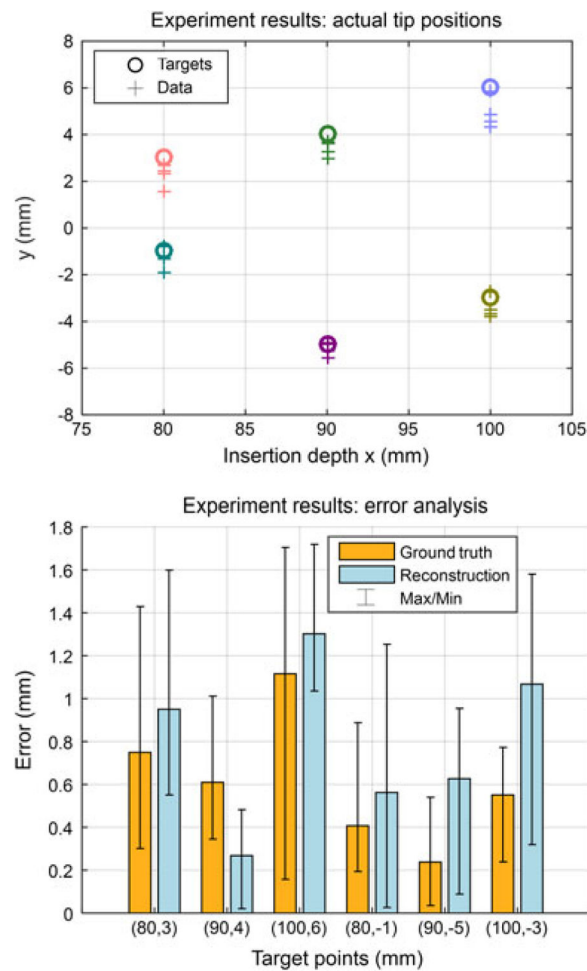 Experiment results: actual tip positions
8
6
4
2
0
-2
-4
-6
-8
y (mm)
Targets
Data
75
80
85
90
95
100
105
Insertion depth x (mm)
Experiment results: error analysis
1.8
1.6
1.4
1.2
1
0.8
0.6
0.4
0.2
0
Error (mm)
Ground truth
Reconstruction
Max/Min
(80,3)
(90,4)
(100,6)
(80,-1)
(90,-5)
(100,-3)
Target points (mm)